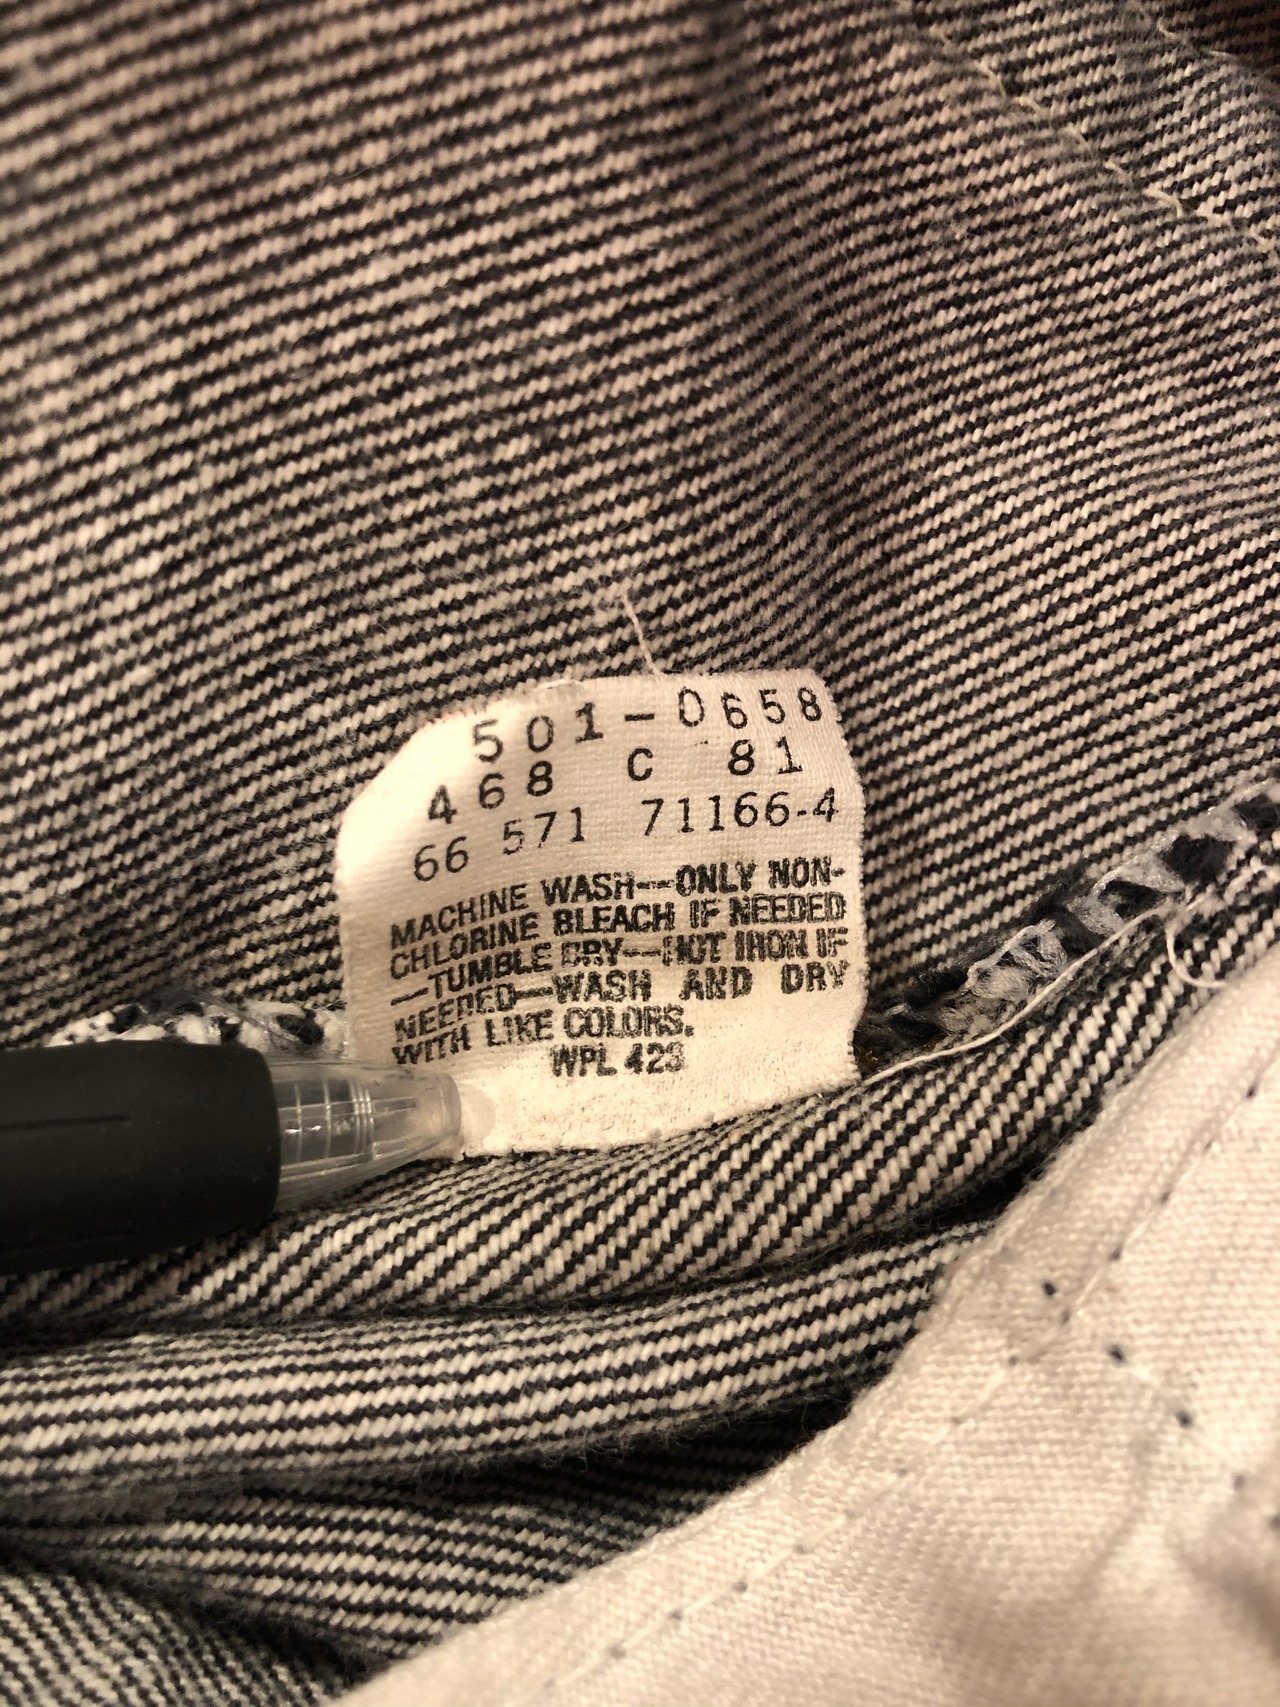 501-0658
468 C 81
66 571 71166-4
MACHINE WASH—ONLY NON-
CHLORINE BLEACH IF NEEDED
—TUMBLE DRY—HOT IRON IF
NEEDED—WASH AND DRY
WITH LIKE COLORS.
WPL 423